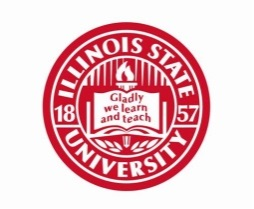 ILLINOIS STATE
Gladly
we learn
and teach
18 57
UNIVERSITY